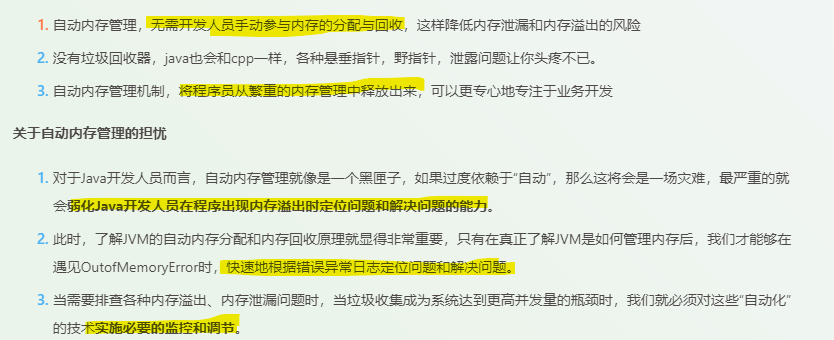 1. 自动内存管理，无需开发人员手动参与内存的分配与回收，这样降低内存泄漏和内存溢出的风险
2. 没有垃圾回收器，java也会和cpp一样，各种悬垂指针，野指针，泄露问题让你头疼不已。
3. 自动内存管理机制，将程序员从繁重的内存管理中释放出来，可以更专心地专注于业务开发
关于自动内存管理的担忧
1. 对于Java开发人员而言，自动内存管理就像是一个黑匣子，如果过度依赖于“自动”，那么这将会是一场灾难，最严重的就
会弱化Java开发人员在程序出现内存溢出时定位问题和解决问题的能力。
2. 此时，了解JVM的自动内存分配和内存回收原理就显得非常重要，只有在真正了解JVM是如何管理内存后，我们才能够在
遇见OutofMemoryError时，快速地根据错误异常日志定位问题和解决问题。
3. 当需要排查各种内存溢出、内存泄漏问题时，当垃圾收集成为系统达到更高并发量的瓶颈时，我们就必须对这些“自动化”
的技术实施必要的监控和调节。